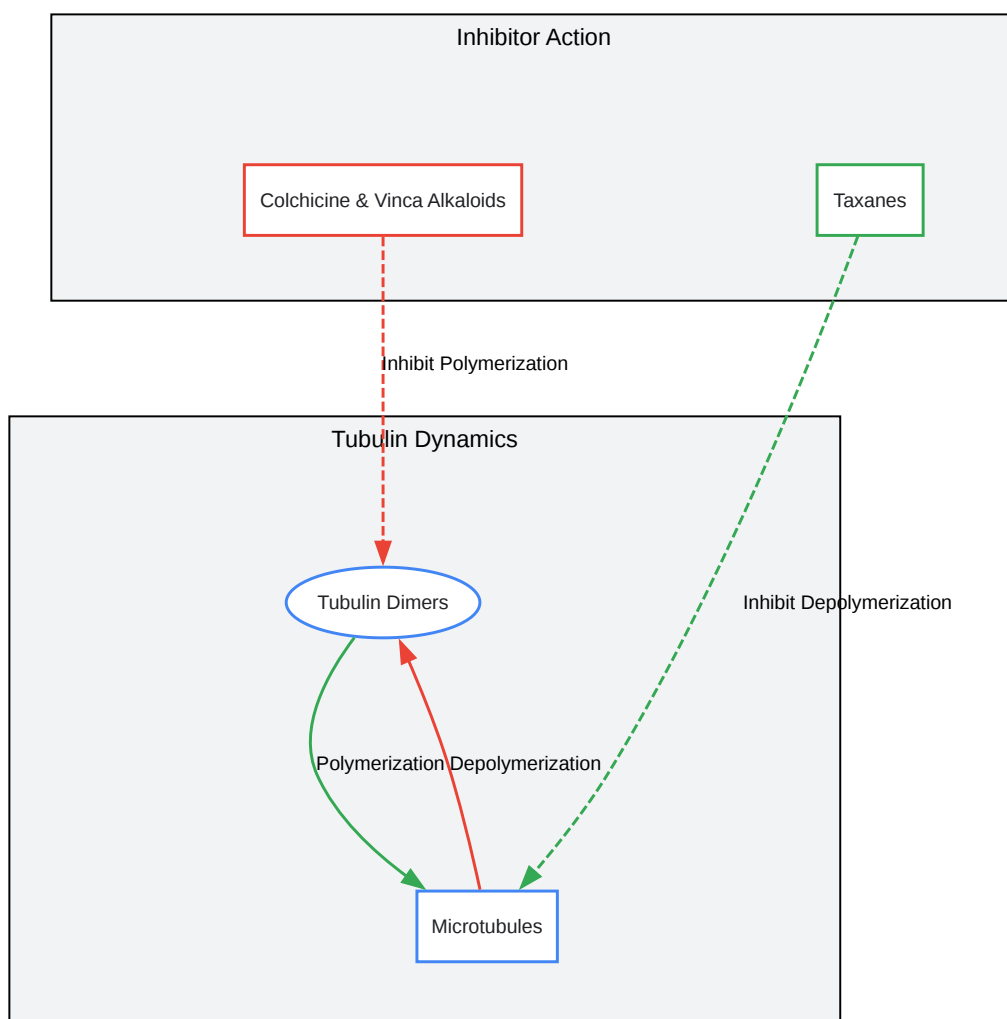 Inhibitor Action
Colchicine & Vinca Alkaloids
Taxanes
Inhibit Polymerization
Tubulin Dynamics
Tubulin Dimers
Inhibit Depolymerization
Polymerization
Depolymerization
Microtubules